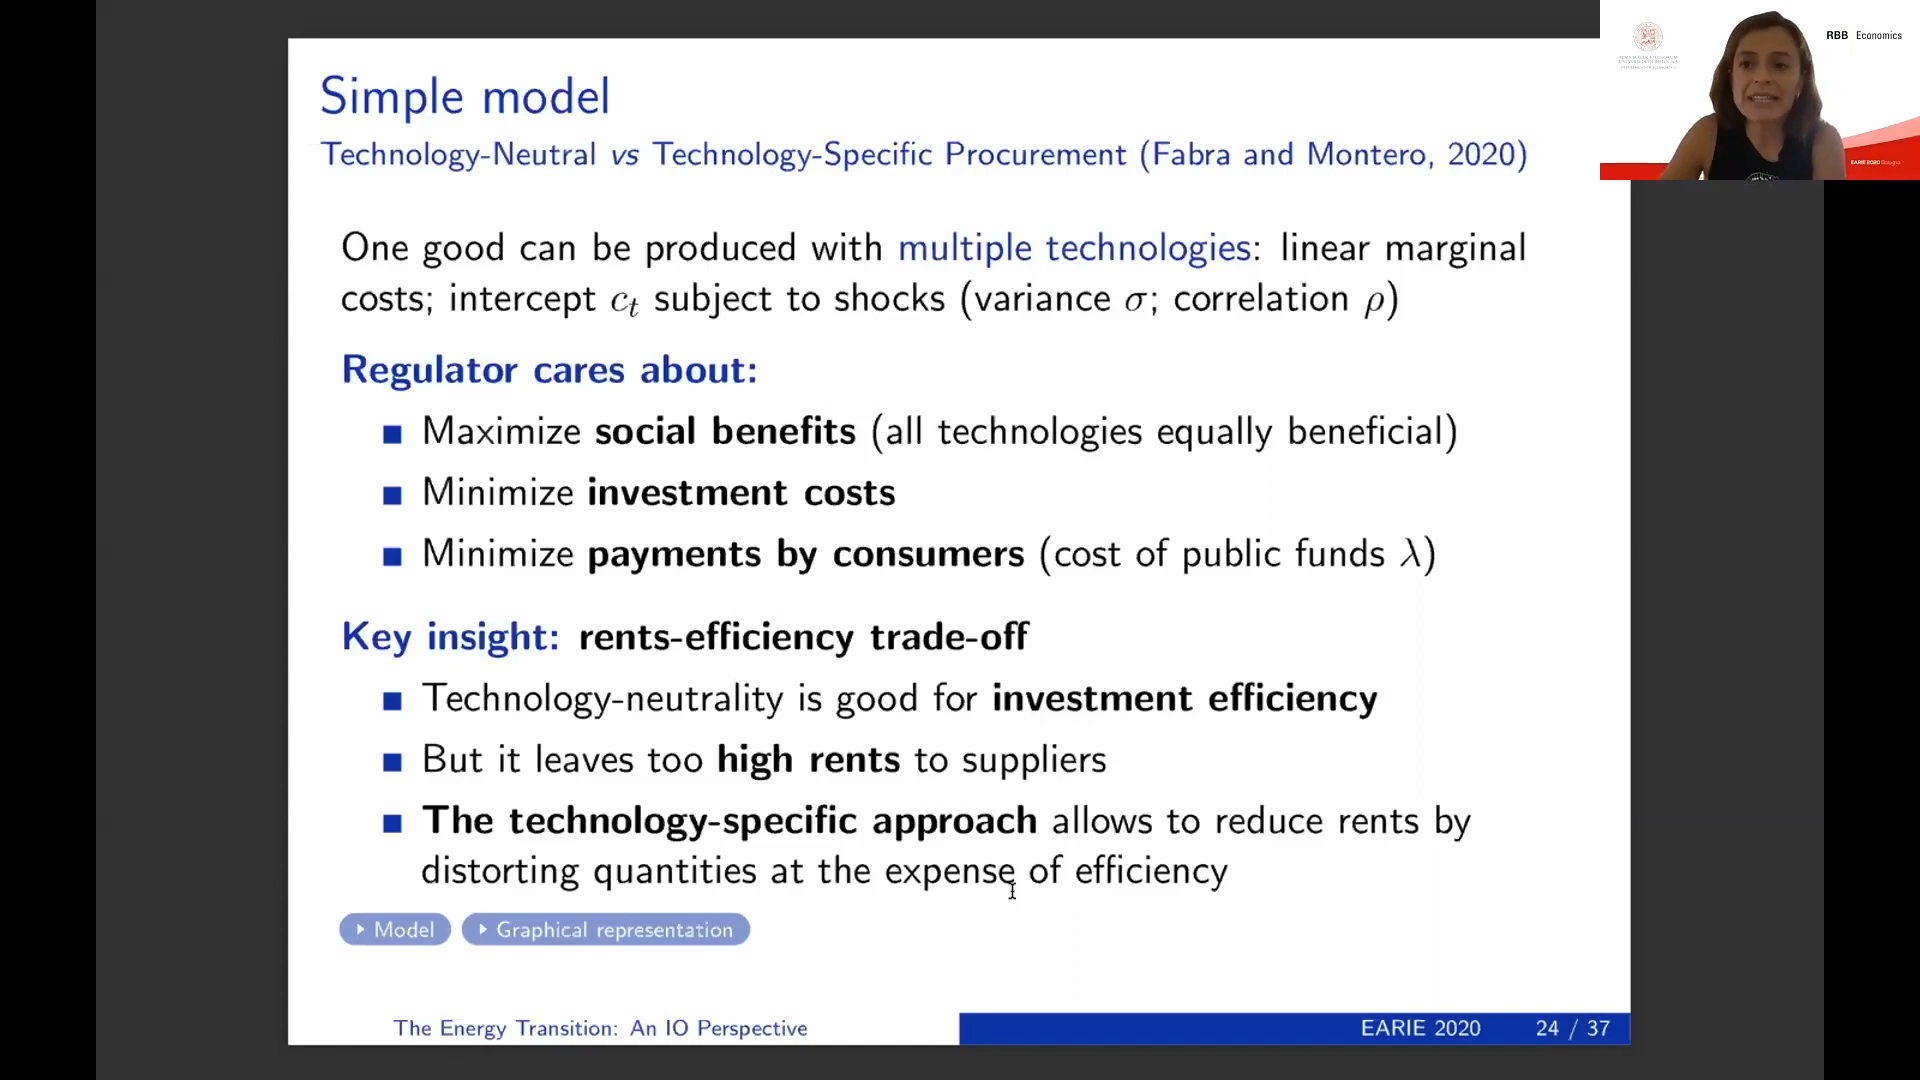 Simple model
Technology-Neutral vs Technology-Specific Procurement (Fabra and Montero, 2020)
One good can be produced with multiple technologies: linear marginal
costs; intercept cₜ subject to shocks (variance σ; correlation ρ)
Regulator cares about:
Maximize social benefits (all technologies equally beneficial)
Minimize investment costs
Minimize payments by consumers (cost of public funds λ)
Key insight: rents-efficiency trade-off
Technology-neutrality is good for investment efficiency
But it leaves too high rents to suppliers
The technology-specific approach allows to reduce rents by
distorting quantities at the expense of efficiency
Model
Graphical representation
The Energy Transition: An IO Perspective
EARIE 2020
24 / 37
RBB Economics
EARIE 2020 Bologna